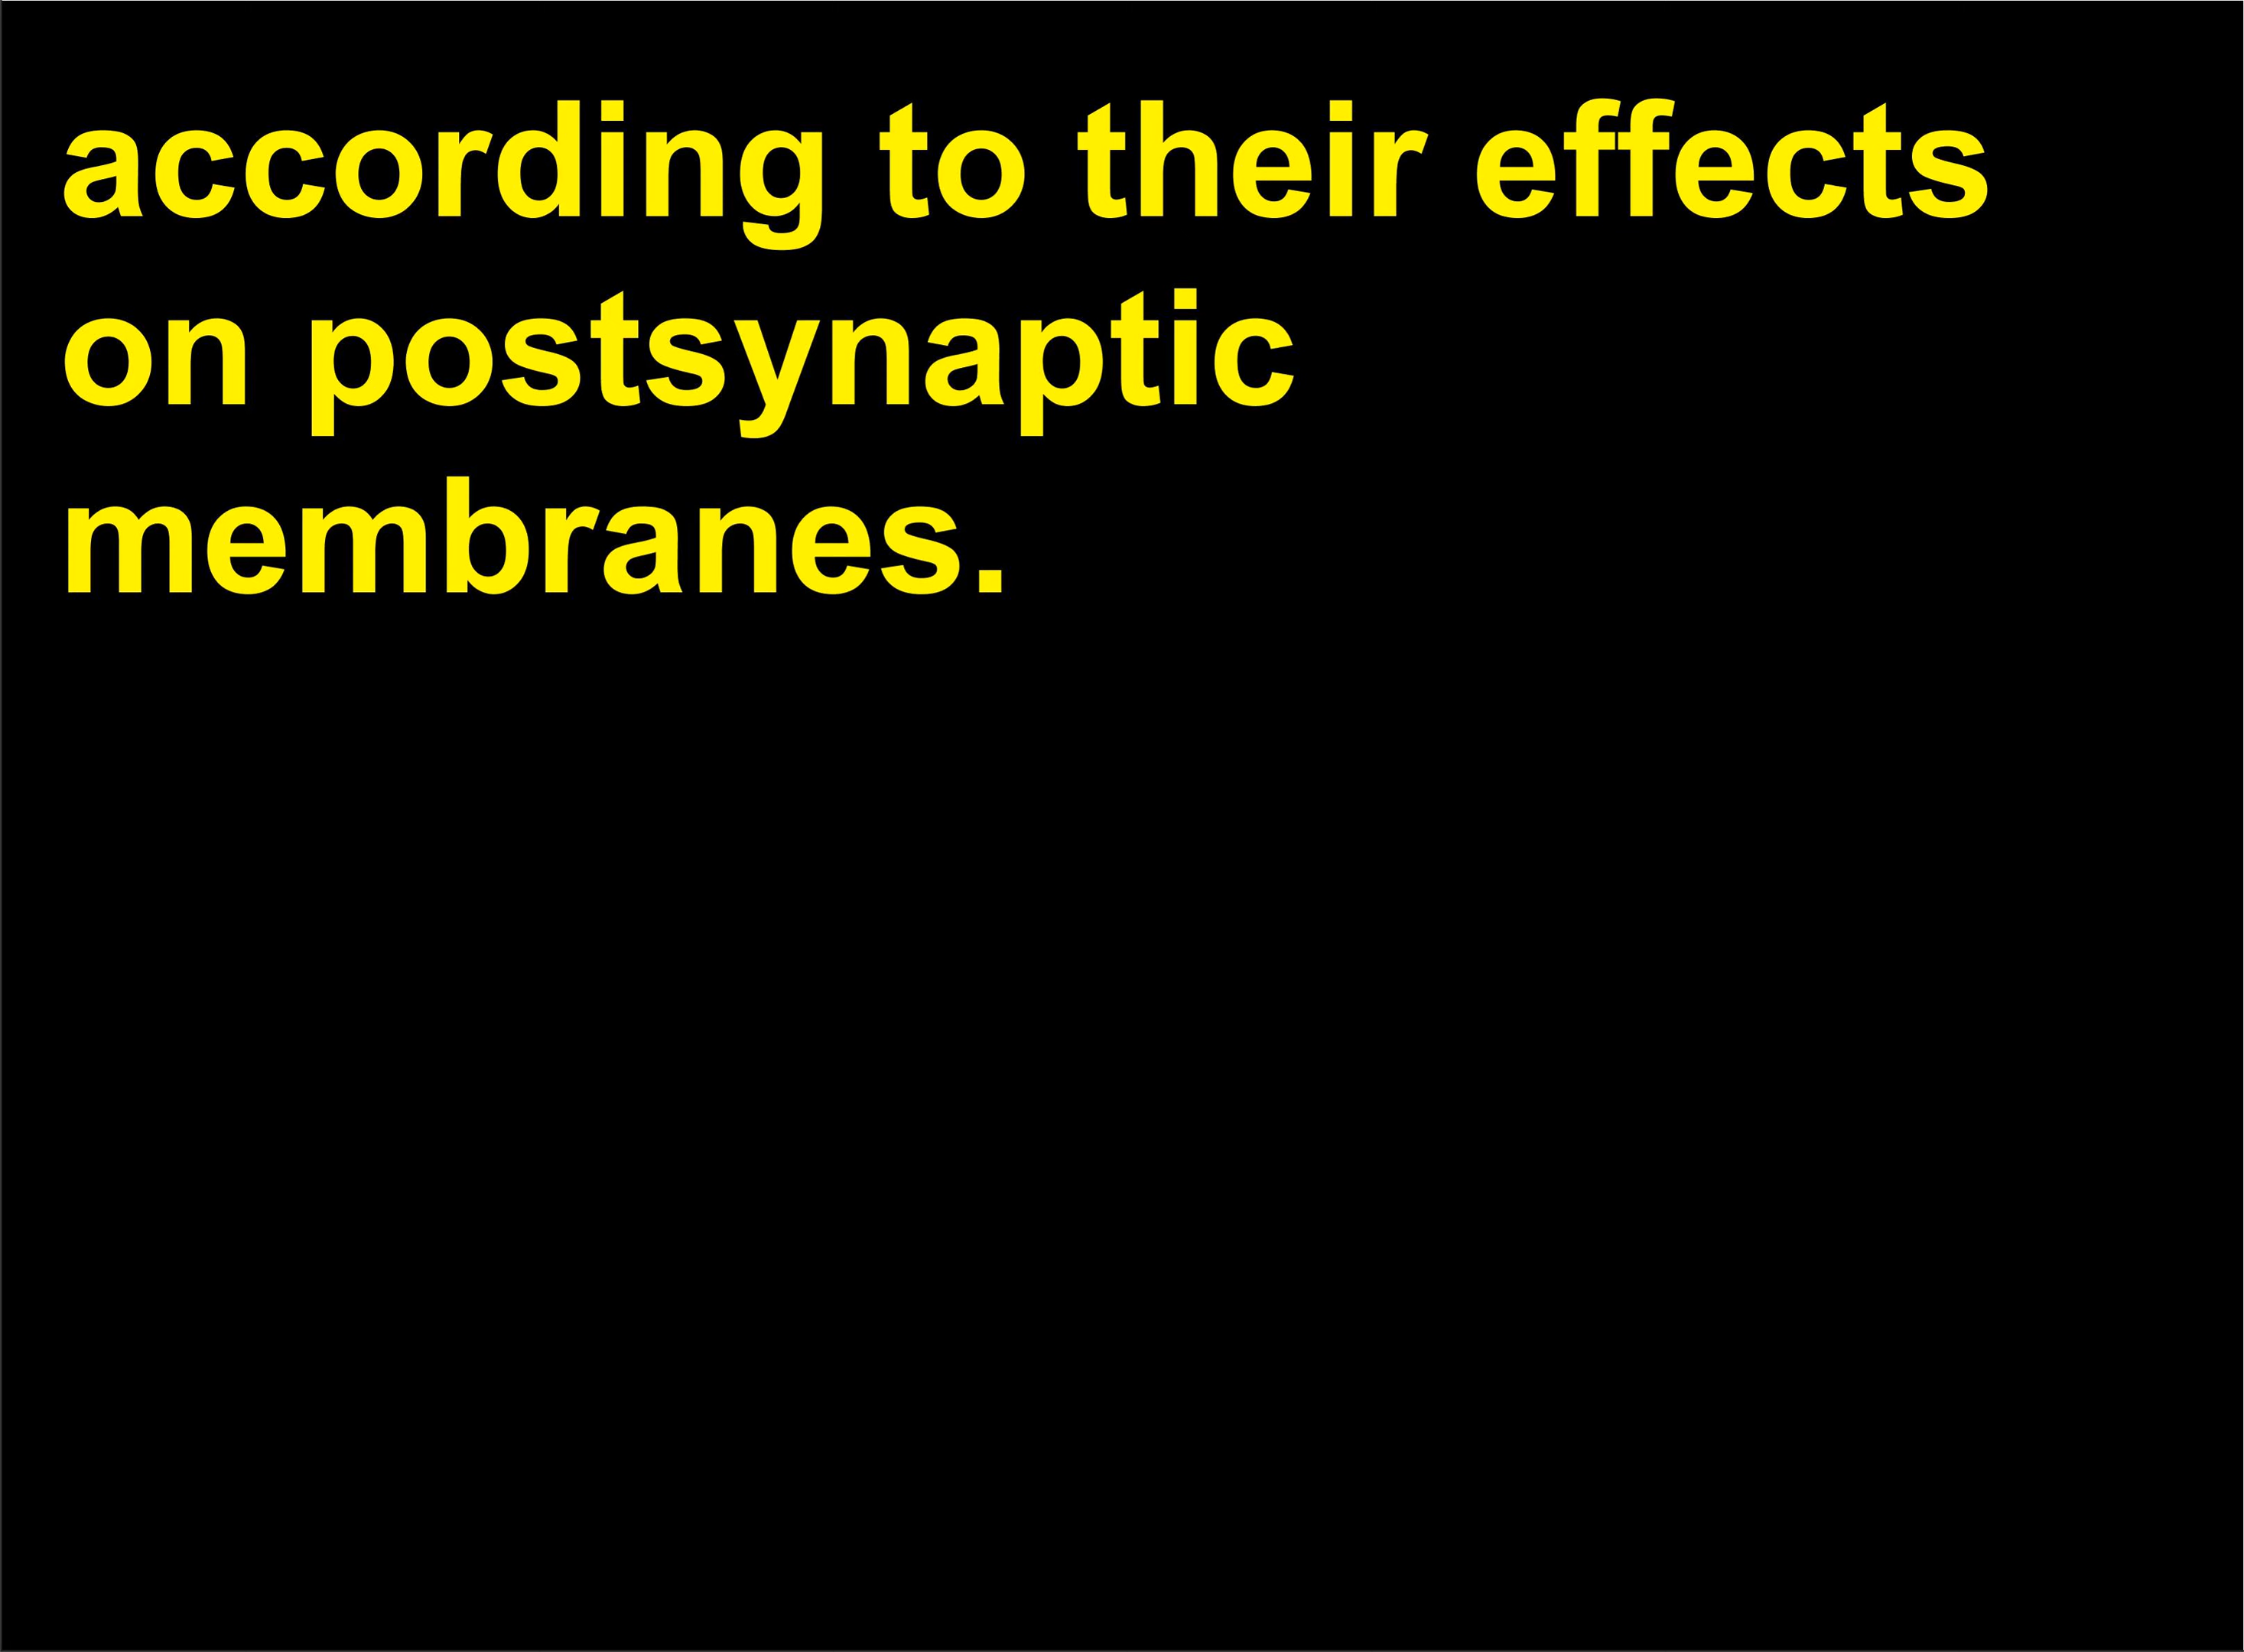 according to their effects
on postsynaptic
membranes.